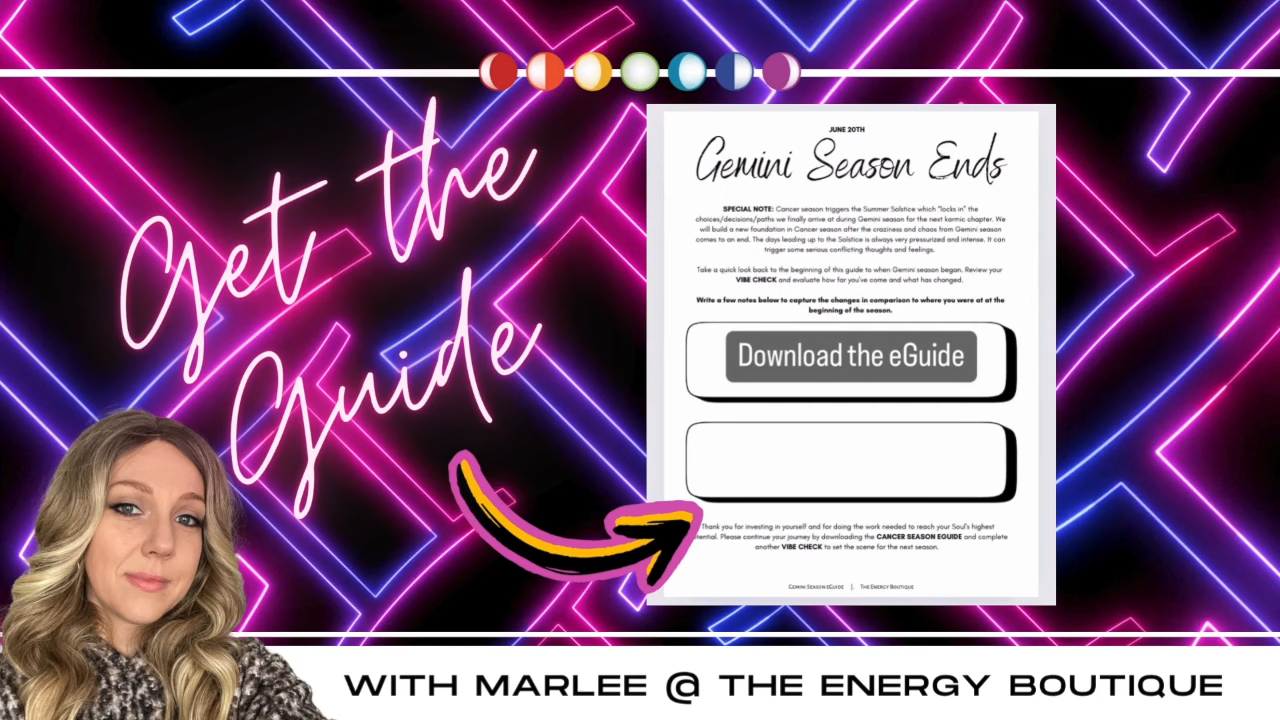 Get the
Guide
JUNE 20TH
Gemini Season Ends
SPECIAL NOTE: Cancer season triggers the Summer Solstice which "locks in" the
choices/decisions/paths we finally arrive at during Gemini season for the next karmic chapter. We
will build a new foundation in Cancer season after the craziness and chaos from Gemini season
comes to an end. The days leading up to the Solstice is always very pressurized and intense. It can
trigger some serious conflicting thoughts and feelings.
Take a quick look back to the beginning of this guide to when Gemini season began. Review your
VIBE CHECK and evaluate how far you've come and what has changed.
Write a few notes below to capture the changes in comparison to where you were at at the
beginning of the season.
Download the eGuide
Thank you for investing in yourself and for doing the work needed to reach your Soul's highest
Please continue your journey by downloading the CANCER SEASON EGUIDE and complete
another VIBE CHECK to set the scene for the next season.
GEMINI SEASON EGUIDE | THE ENERGY BOUTIQUE
WITH MARLEE @ THE ENERGY BOUTIQUE